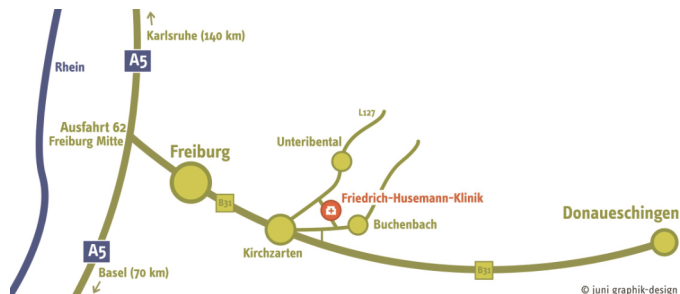 Karlsruhe (140 km)
A5
Rhein
L127
Ausfahrt 62
Freiburg Mitte
Unteribental
Freiburg
Friedrich-Husemann-Klinik
B31
Donaueschingen
Buchenbach
Kirchzarten
A5
Basel (70 km)
B31
© juni graphik-design